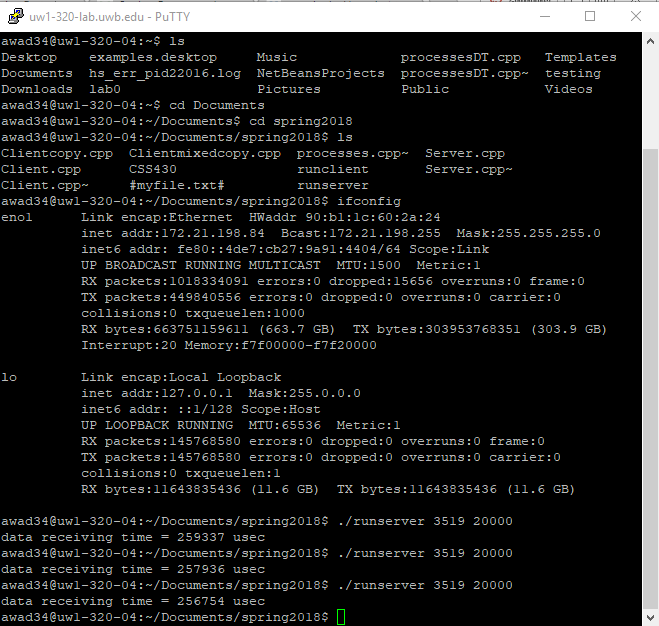 uw1-320-lab.uwb.edu - PuTTY
awad34@uw1-320-04:~$ ls
Desktop    examples.desktop     Music             processesDT.cpp   Templates
Documents  hs_err_pid22016.log  NetBeansProjects  processesDT.cpp~  testing
Downloads  lab0                 Pictures          Public            Videos
awad34@uw1-320-04:~$ cd Documents
awad34@uw1-320-04:~/Documents$ cd spring2018
awad34@uw1-320-04:~/Documents/spring2018$ ls
Clientcopy.cpp  Clientmixedcopy.cpp  processes.cpp~  Server.cpp
Client.cpp      CSS430               runclient       Server.cpp~
Client.cpp~     #myfile.txt#         runserver
awad34@uw1-320-04:~/Documents/spring2018$ ifconfig
eno1      Link encap:Ethernet  HWaddr 90:b1:1c:60:2a:24
          inet addr:172.21.198.84  Bcast:172.21.198.255  Mask:255.255.255.0
          inet6 addr: fe80::4de7:cb27:9a91:4404/64 Scope:Link
          UP BROADCAST RUNNING MULTICAST  MTU:1500  Metric:1
          RX packets:1018334091 errors:0 dropped:15656 overruns:0 frame:0
          TX packets:449840556 errors:0 dropped:0 overruns:0 carrier:0
          collisions:0 txqueuelen:1000
          RX bytes:663751159611 (663.7 GB)  TX bytes:303953768351 (303.9 GB)
          Interrupt:20 Memory:f7f00000-f7f20000
lo        Link encap:Local Loopback
          inet addr:127.0.0.1  Mask:255.0.0.0
          inet6 addr: ::1/128 Scope:Host
          UP LOOPBACK RUNNING  MTU:65536  Metric:1
          RX packets:145768580 errors:0 dropped:0 overruns:0 frame:0
          TX packets:145768580 errors:0 dropped:0 overruns:0 carrier:0
          collisions:0 txqueuelen:1
          RX bytes:11643835436 (11.6 GB)  TX bytes:11643835436 (11.6 GB)
awad34@uw1-320-04:~/Documents/spring2018$ ./runserver 3519 20000
data receiving time = 259337 usec
awad34@uw1-320-04:~/Documents/spring2018$ ./runserver 3519 20000
data receiving time = 257936 usec
awad34@uw1-320-04:~/Documents/spring2018$ ./runserver 3519 20000
data receiving time = 256754 usec
awad34@uw1-320-04:~/Documents/spring2018$